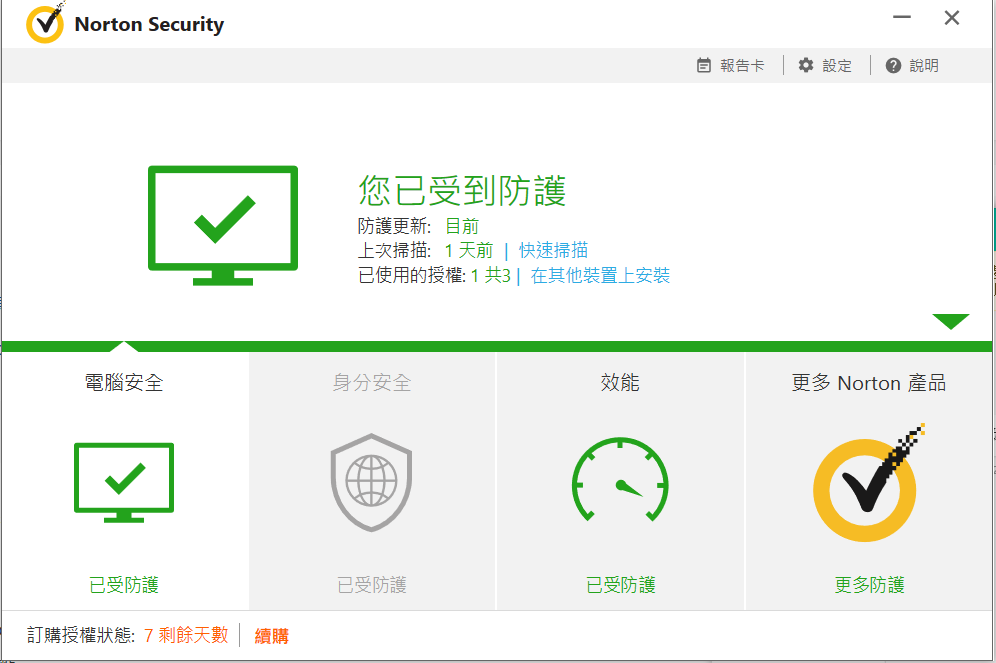 Norton Security
報告卡 設定 說明
您已受到防護
防護更新: 目前
上次掃描: 1 天前 | 快速掃描
已使用的授權: 1 共3 | 在其他裝置上安裝
電腦安全 身分安全 效能 更多 Norton 產品
已受防護 已受防護 已受防護 更多防護
訂購授權狀態: 7 剩餘天數 | 續購